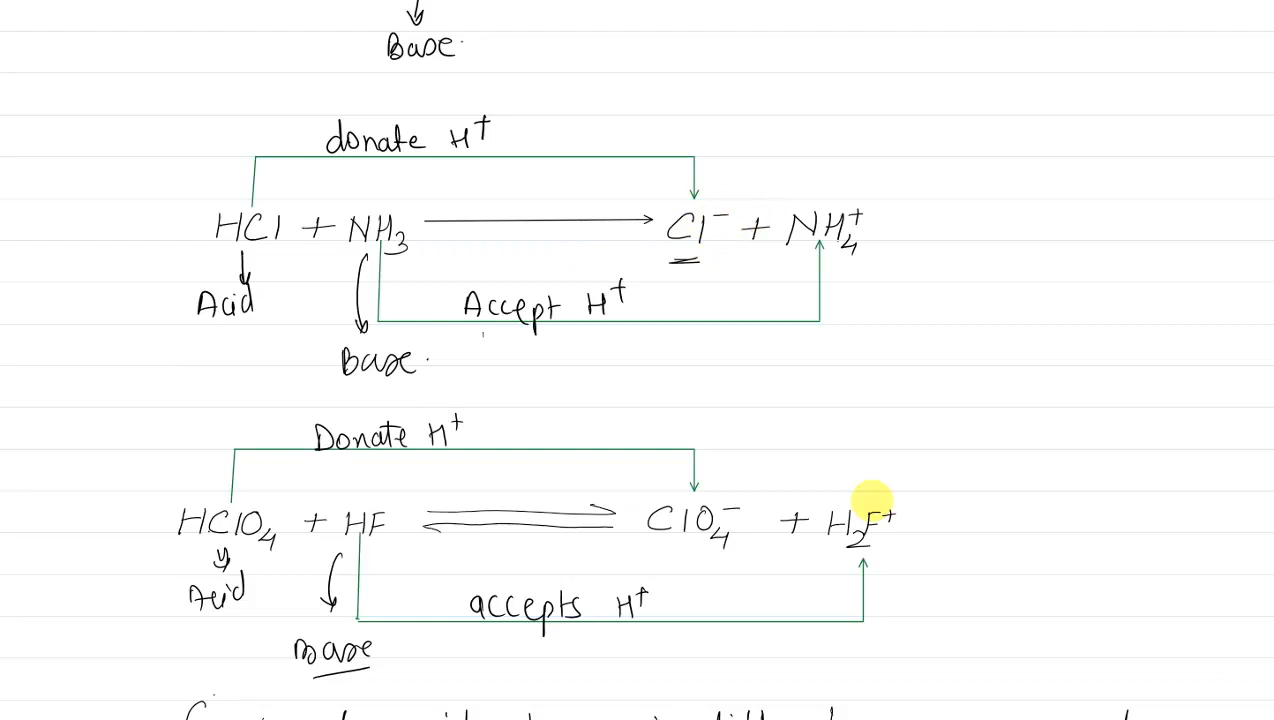 Base.
donate H⁺
HCl + NH₃ → Cl⁻ + NH₄⁺
Acid
Accept H⁺
Base.
Donate H⁺
HClO₄ + HF ⇌ ClO₄⁻ + H₂F⁺
Acid
accepts H⁺
Base